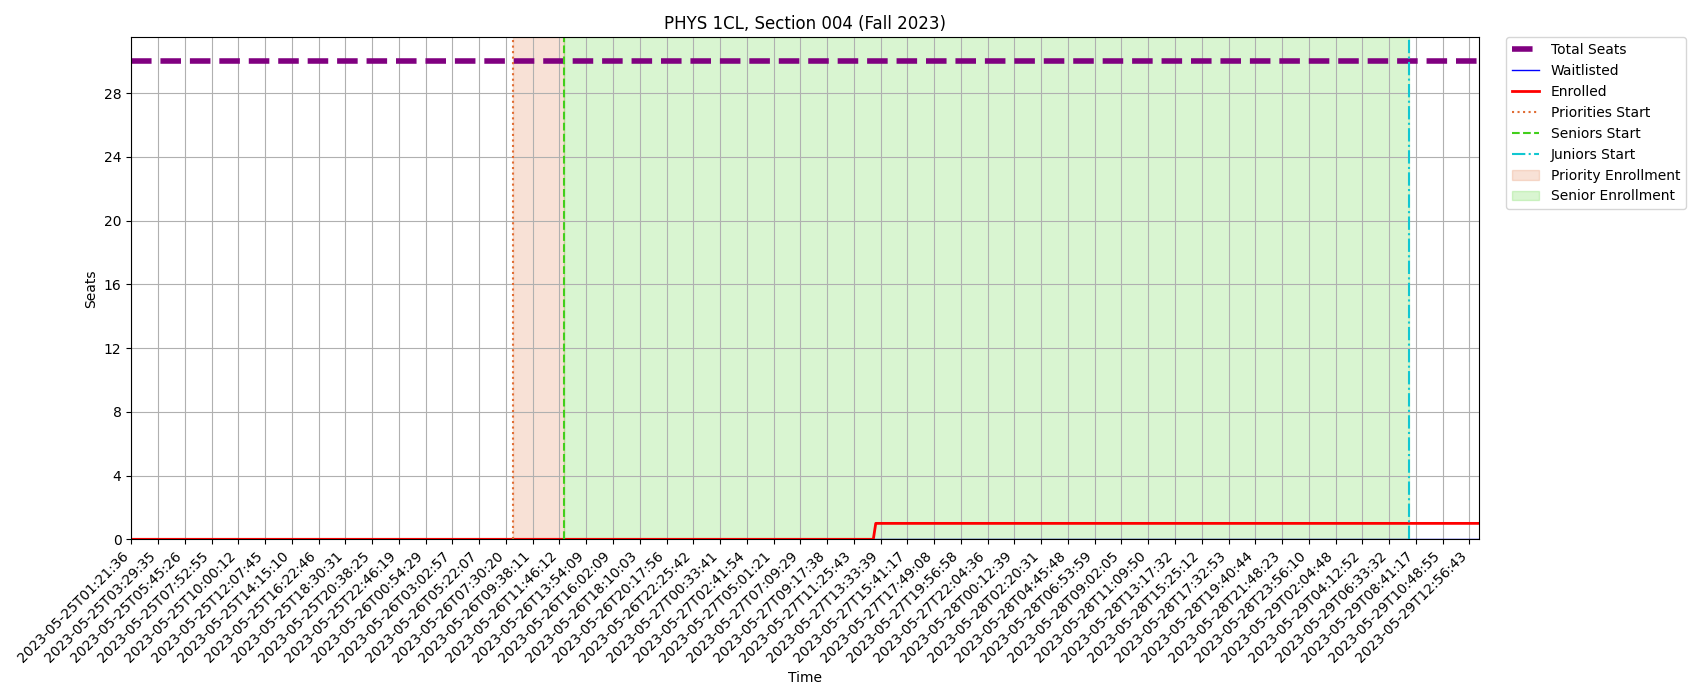 PHYS 1CL, Section 004 (Fall 2023)
Total Seats
Waitlisted
Enrolled
Priorities Start
Seniors Start
Juniors Start
Priority Enrollment
Senior Enrollment
Seats
28
24
20
16
12
8
4
0
2023-05-25T01:21:36
2023-05-25T03:29:35
2023-05-25T05:45:26
2023-05-25T07:52:55
2023-05-25T10:00:12
2023-05-25T12:07:45
2023-05-25T14:15:10
2023-05-25T16:22:46
2023-05-25T18:30:31
2023-05-25T20:38:25
2023-05-25T22:46:19
2023-05-26T00:54:29
2023-05-26T03:02:57
2023-05-26T05:22:07
2023-05-26T07:30:20
2023-05-26T09:38:11
2023-05-26T11:46:12
2023-05-26T13:54:09
2023-05-26T16:02:09
2023-05-26T18:10:03
2023-05-26T20:17:56
2023-05-26T22:25:42
2023-05-27T00:33:41
2023-05-27T02:41:54
2023-05-27T05:01:21
2023-05-27T07:09:29
2023-05-27T09:17:38
2023-05-27T11:25:43
2023-05-27T13:33:39
2023-05-27T15:41:17
2023-05-27T17:49:08
2023-05-27T19:56:58
2023-05-27T22:04:36
2023-05-28T00:12:39
2023-05-28T02:20:31
2023-05-28T04:45:48
2023-05-28T06:53:59
2023-05-28T09:02:05
2023-05-28T11:09:50
2023-05-28T13:17:32
2023-05-28T15:25:12
2023-05-28T17:32:53
2023-05-28T19:40:44
2023-05-28T21:48:23
2023-05-28T23:56:10
2023-05-29T02:04:48
2023-05-29T04:12:52
2023-05-29T06:33:32
2023-05-29T08:41:17
2023-05-29T10:48:55
2023-05-29T12:56:43
Time